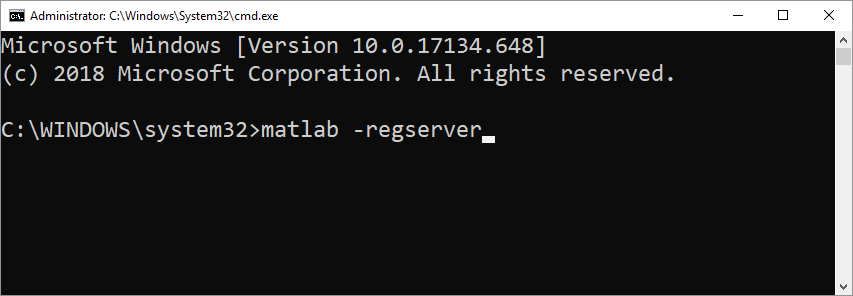 Administrator: C:\Windows\System32\cmd.exe
Microsoft Windows [Version 10.0.17134.648]
(c) 2018 Microsoft Corporation. All rights reserved.
C:\WINDOWS\system32>matlab -regserver